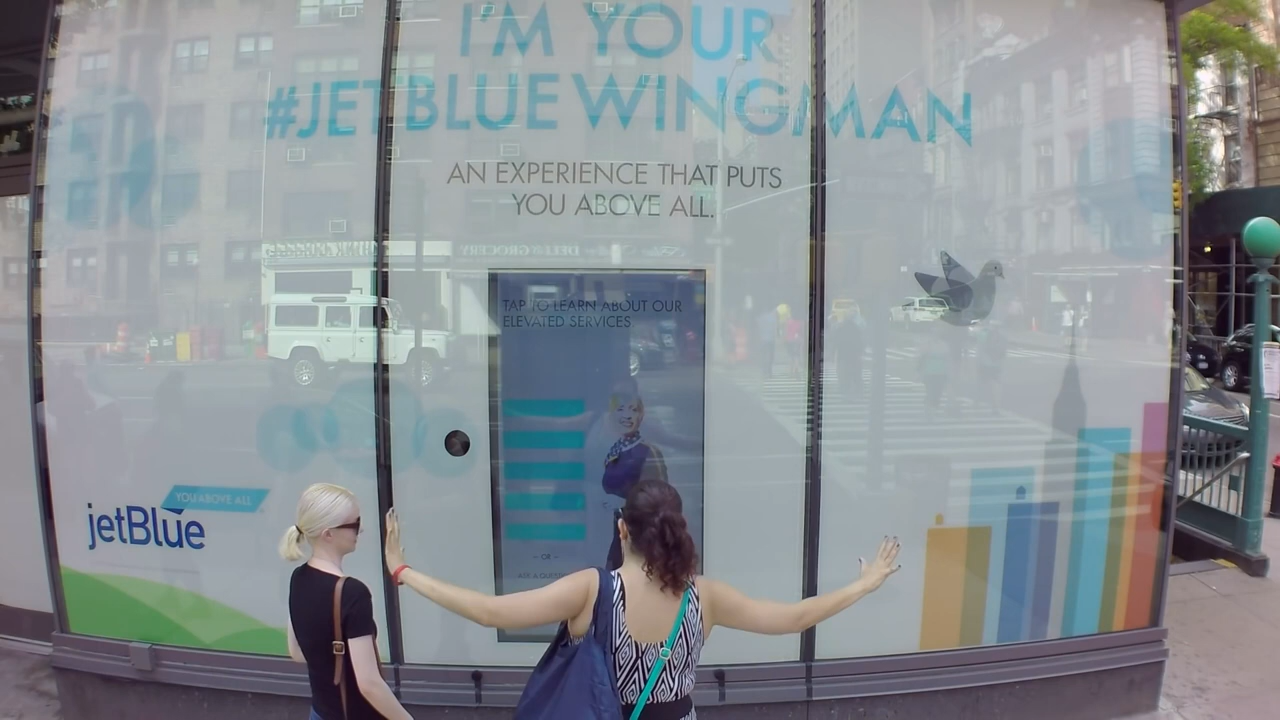 I'M YOUR
#JETBLUE WINGMAN
AN EXPERIENCE THAT PUTS
YOU ABOVE ALL.
TAP TO LEARN ABOUT OUR
ELEVATED SERVICES
YOU ABOVE ALL
jetBlue
- OR -